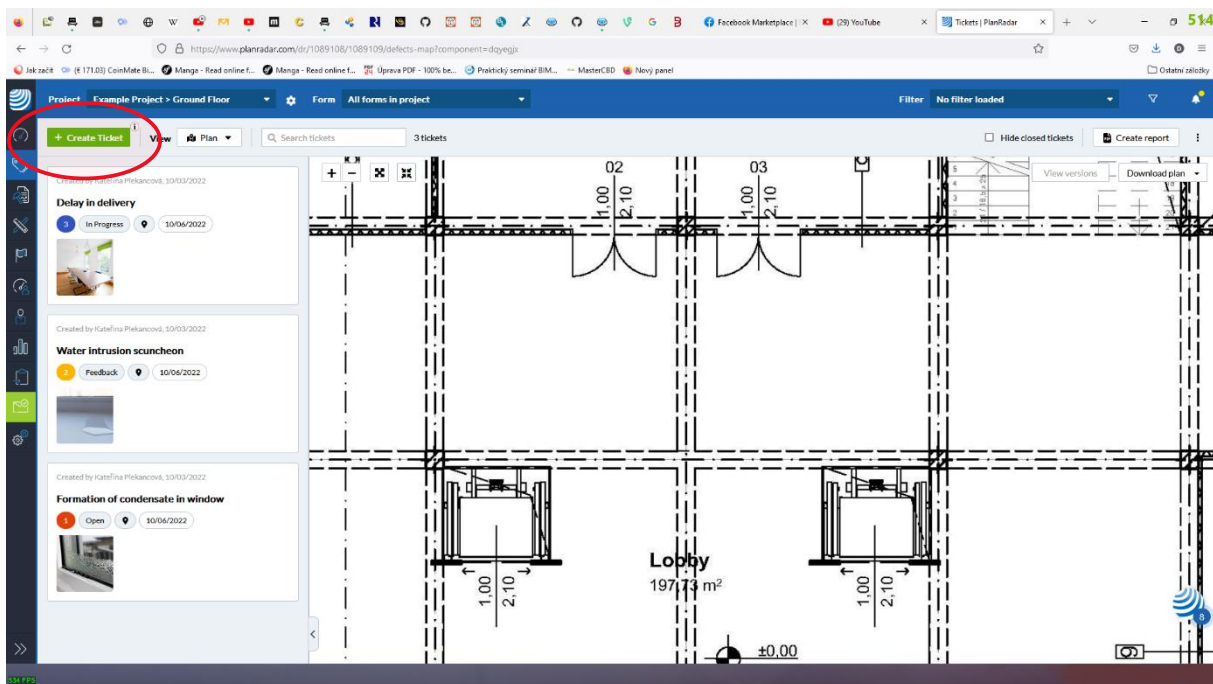 Facebook Marketplace |
(29) YouTube
Tickets | PlanRadar
514
https://www.planradar.com/dr/1089108/1089109/defects-map?component=dqyegjx
Jak začít
(€ 171.03) CoinMate Bi...
Manga - Read online f...
Manga - Read online f...
Úprava PDF - 100% be...
Praktický seminář BIM...
MasterCBD
Nový panel
Ostatní záložky
Project Example Project > Ground Floor
Form All forms in project
Filter No filter loaded
+ Create Ticket
View Plan
Search tickets
3 tickets
Hide closed tickets
Create report
View versions
Download plan
Created by Kateřina Plekancová, 10/03/2022
Delay in delivery
3 In Progress 10/06/2022
Created by Kateřina Plekancová, 10/03/2022
Water intrusion scuncheon
2 Feedback 10/06/2022
Created by Kateřina Plekancová, 10/03/2022
Formation of condensate in window
1 Open 10/06/2022
02
1,00
2,10
03
1,00
2,10
5
4
3
Lobby
197,73 m²
1,00
2,10
1,00
2,10
±0,00
8
534 FPS